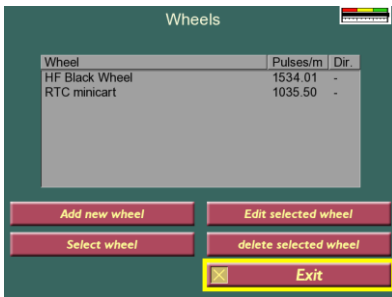 Wheels
Wheel Pulses/m Dir.
HF Black Wheel 1534.01 -
RTC minicart 1035.50 -
Add new wheel Edit selected wheel
Select wheel delete selected wheel
Exit